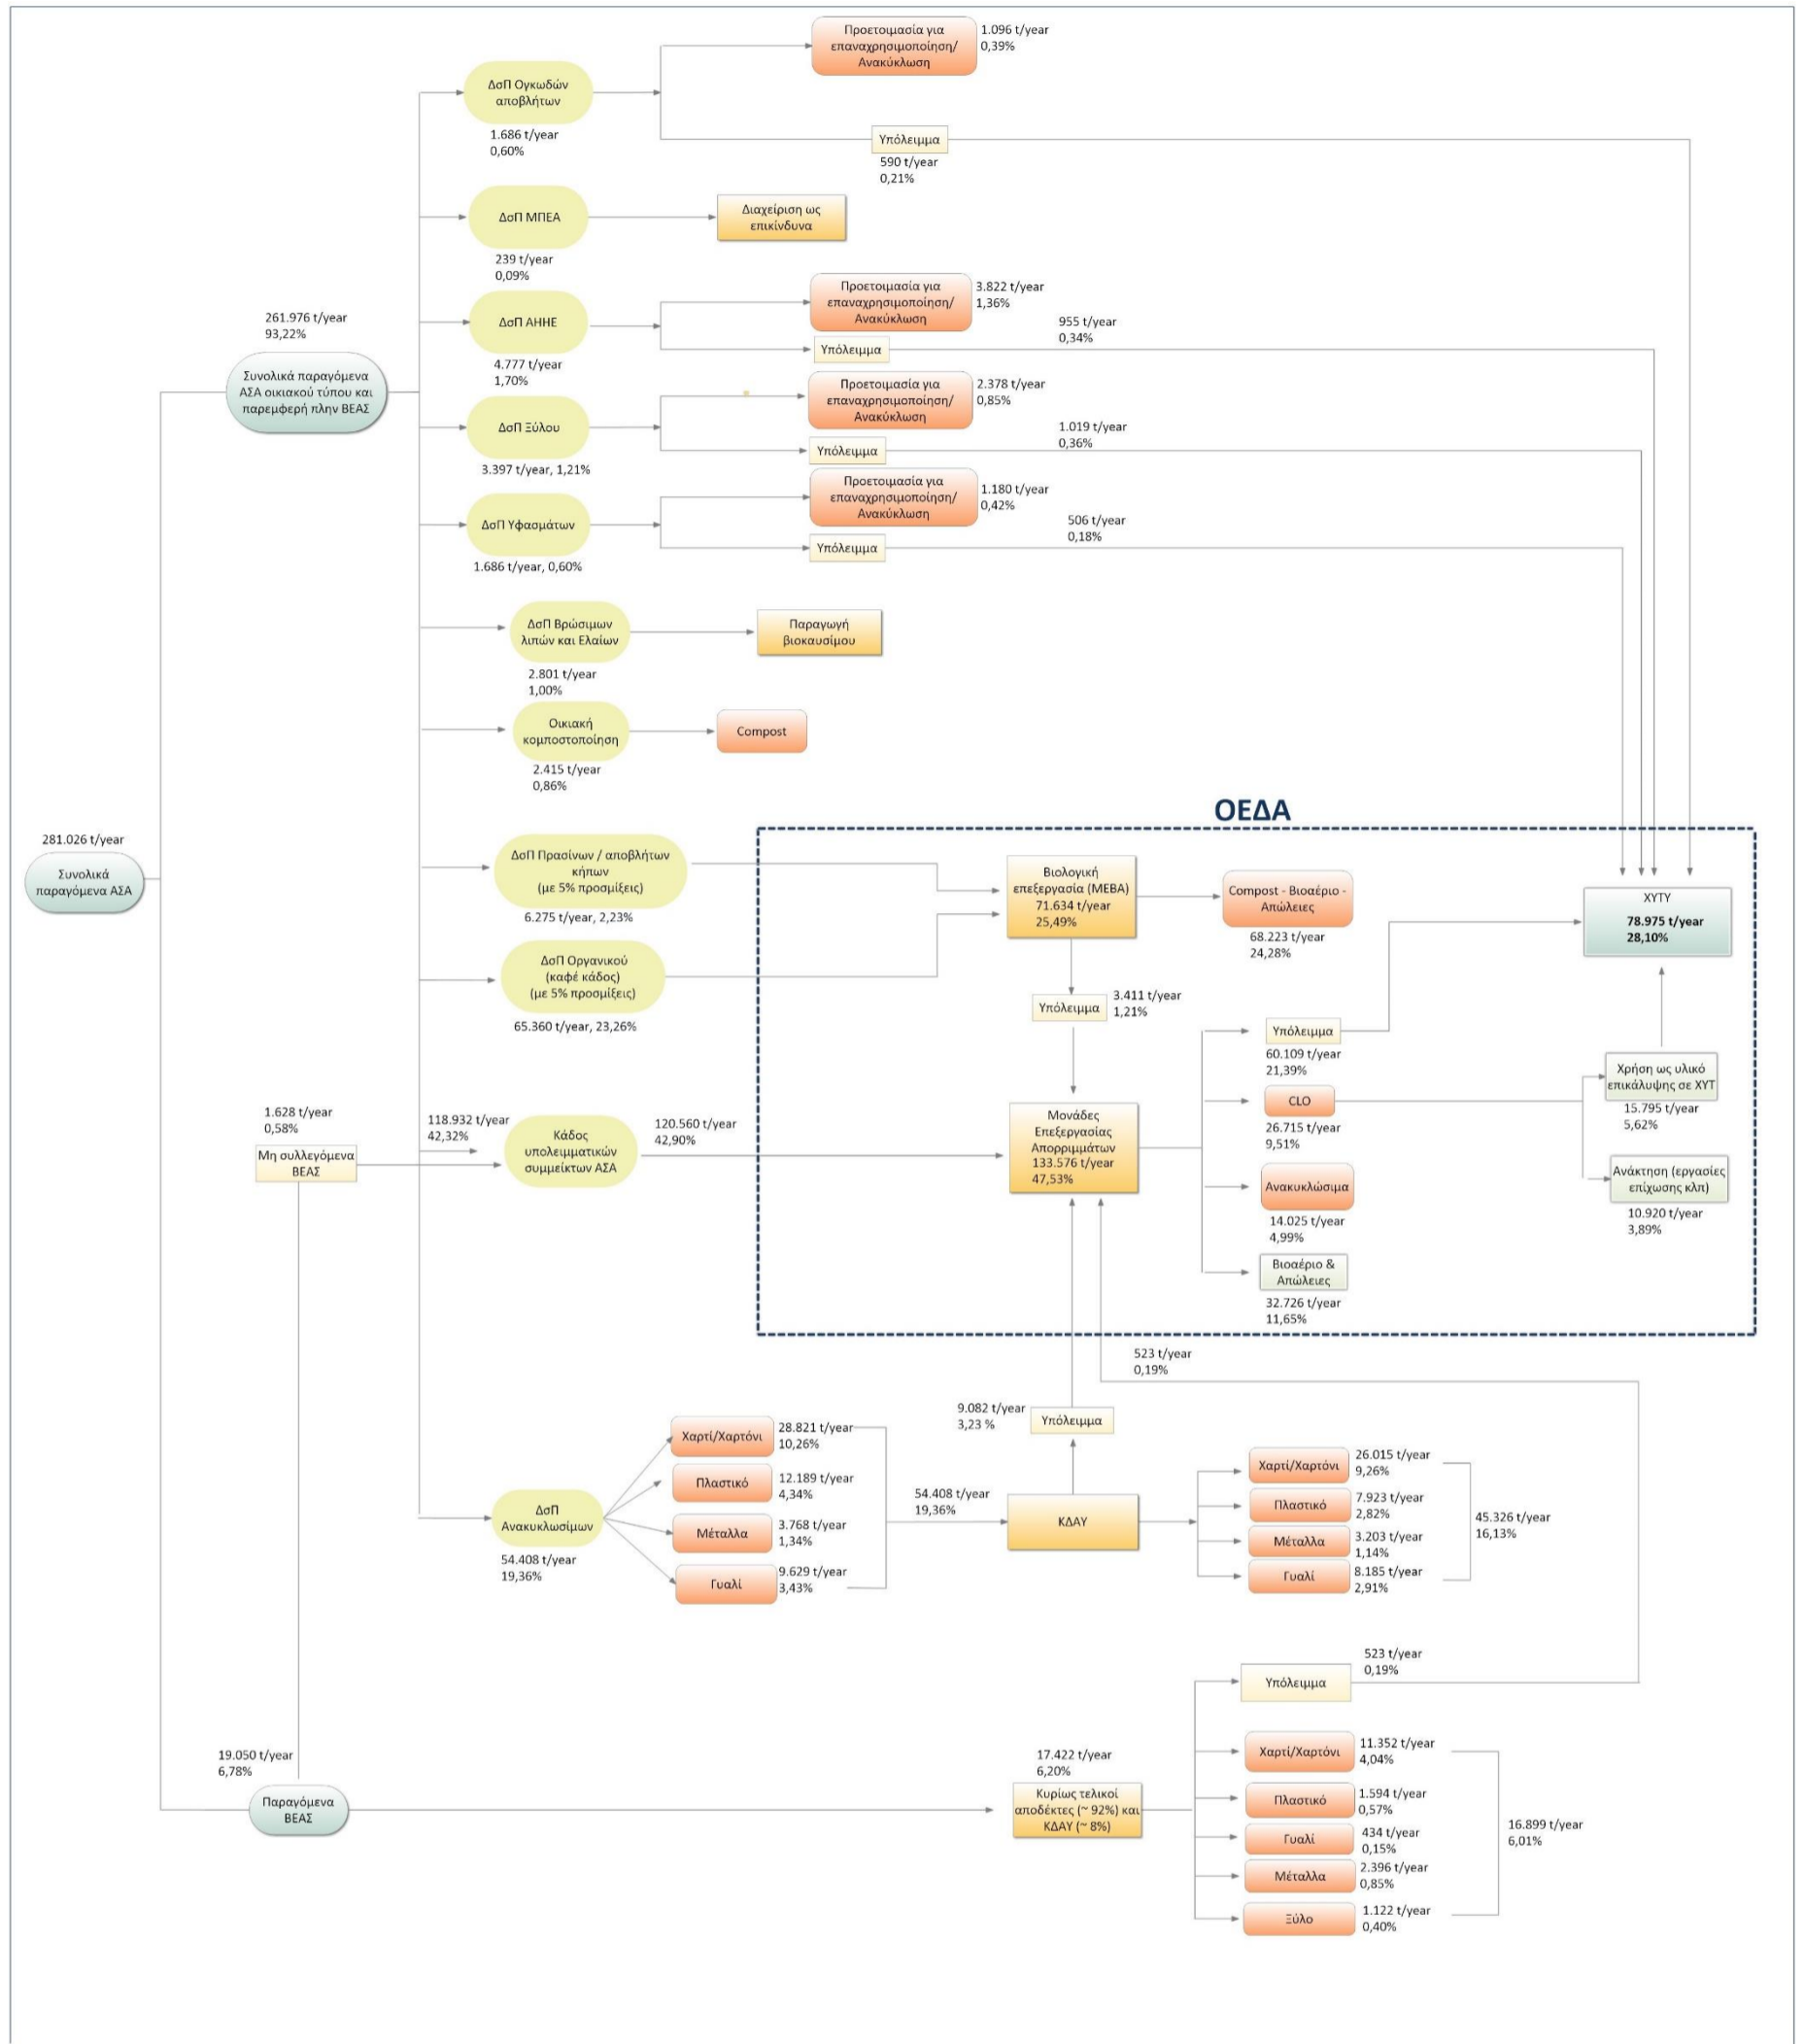 Προετοιμασία για
επαναχρησιμοποίηση/
Ανακύκλωση
1.096 t/year
0,39%
ΔσΠ Ογκωδών
αποβλήτων
1.686 t/year
0,60%
Υπόλειμμα
590 t/year
0,21%
ΔσΠ ΜΠΕΑ
239 t/year
0,09%
Διαχείριση ως
επικίνδυνα
261.976 t/year
93,22%
Συνολικά παραγόμενα
ΑΣΑ οικιακού τύπου και
παρεμφερή πλην ΒΕΑΣ
ΔσΠ ΑΗΗΕ
4.777 t/year
1,70%
Προετοιμασία για
επαναχρησιμοποίηση/
Ανακύκλωση
3.822 t/year
1,36%
Υπόλειμμα
955 t/year
0,34%
ΔσΠ Ξύλου
3.397 t/year, 1,21%
Προετοιμασία για
επαναχρησιμοποίηση/
Ανακύκλωση
2.378 t/year
0,85%
Υπόλειμμα
1.019 t/year
0,36%
ΔσΠ Υφασμάτων
1.686 t/year, 0,60%
Προετοιμασία για
επαναχρησιμοποίηση/
Ανακύκλωση
1.180 t/year
0,42%
Υπόλειμμα
506 t/year
0,18%
ΔσΠ Βρώσιμων
λιπών και Ελαίων
2.801 t/year
1,00%
Παραγωγή
βιοκαυσίμου
Οικιακή
κομποστοποίηση
2.415 t/year
0,86%
Compost
281.026 t/year
Συνολικά
παραγόμενα ΑΣΑ
ΟΕΔΑ
ΔσΠ Πρασίνων / αποβλήτων
κήπων
(με 5% προσμίξεις)
6.275 t/year, 2,23%
ΔσΠ Οργανικού
(καφέ κάδος)
(με 5% προσμίξεις)
65.360 t/year, 23,26%
Βιολογική
επεξεργασία (ΜΕΒΑ)
71.634 t/year
25,49%
Compost - Βιοαέριο -
Απώλειες
68.223 t/year
24,28%
ΧΥΤΥ
78.975 t/year
28,10%
Υπόλειμμα
3.411 t/year
1,21%
Υπόλειμμα
60.109 t/year
21,39%
CLO
26.715 t/year
9,51%
Χρήση ως υλικό
επικάλυψης σε ΧΥΤ
15.795 t/year
5,62%
Ανάκτηση (εργασίες
επίχωσης κλπ)
10.920 t/year
3,89%
1.628 t/year
0,58%
Μη συλλεγόμενα
ΒΕΑΣ
118.932 t/year
42,32%
Κάδος
υπολειμματικών
συμμείκτων ΑΣΑ
120.560 t/year
42,90%
Μονάδες
Επεξεργασίας
Απορριμμάτων
133.576 t/year
47,53%
Ανακυκλώσιμα
14.025 t/year
4,99%
Βιοαέριο &
Απώλειες
32.726 t/year
11,65%
523 t/year
0,19%
9.082 t/year
3,23 %
Υπόλειμμα
ΔσΠ
Ανακυκλωσίμων
54.408 t/year
19,36%
Χαρτί/Χαρτόνι
28.821 t/year
10,26%
Πλαστικό
12.189 t/year
4,34%
Μέταλλα
3.768 t/year
1,34%
Γυαλί
9.629 t/year
3,43%
54.408 t/year
19,36%
ΚΔΑΥ
Χαρτί/Χαρτόνι
26.015 t/year
9,26%
Πλαστικό
7.923 t/year
2,82%
Μέταλλα
3.203 t/year
1,14%
Γυαλί
8.185 t/year
2,91%
45.326 t/year
16,13%
Υπόλειμμα
523 t/year
0,19%
19.050 t/year
6,78%
Παραγόμενα
ΒΕΑΣ
17.422 t/year
6,20%
Κυρίως τελικοί
αποδέκτες (~ 92%) και
ΚΔΑΥ (~ 8%)
Χαρτί/Χαρτόνι
11.352 t/year
4,04%
Πλαστικό
1.594 t/year
0,57%
Γυαλί
434 t/year
0,15%
Μέταλλα
2.396 t/year
0,85%
Ξύλο
1.122 t/year
0,40%
16.899 t/year
6,01%